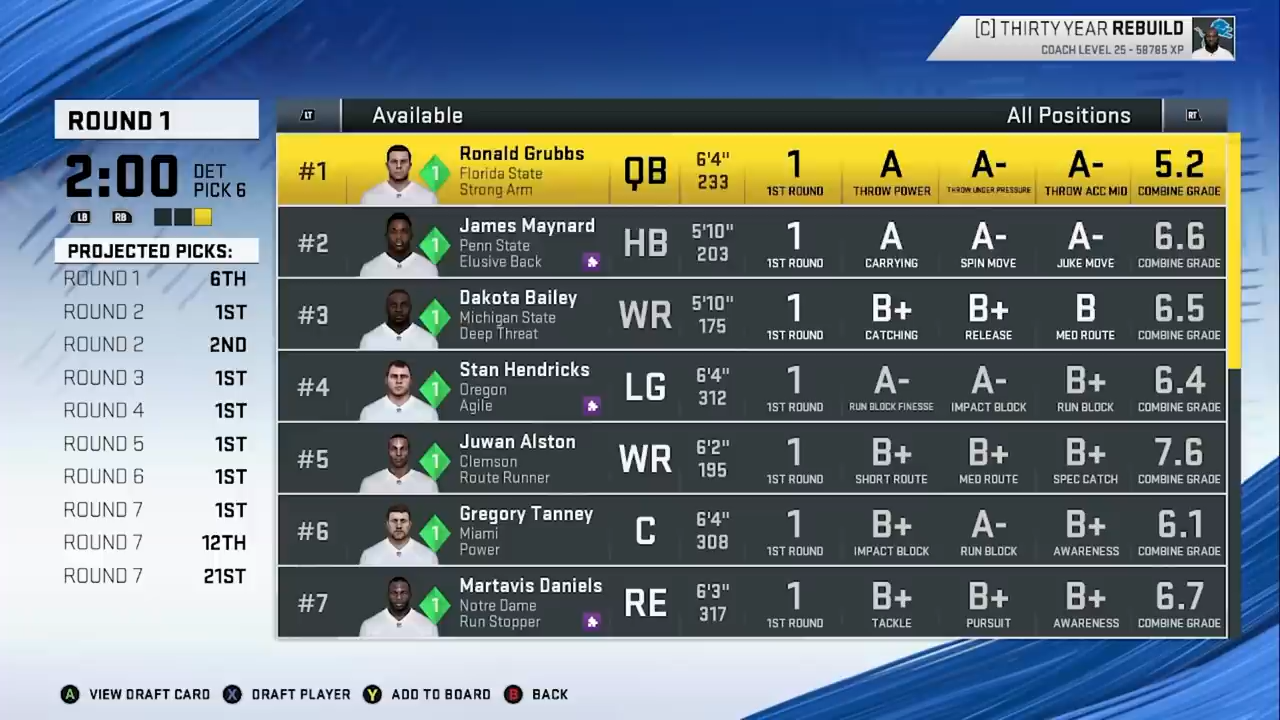 [C] THIRTY YEAR REBUILD
COACH LEVEL 25 - 58785 XP
ROUND 1
2:00 DET PICK 6
LB RB
PROJECTED PICKS:
ROUND 1 6TH
ROUND 2 1ST
ROUND 2 2ND
ROUND 3 1ST
ROUND 4 1ST
ROUND 5 1ST
ROUND 6 1ST
ROUND 7 1ST
ROUND 7 12TH
ROUND 7 21ST
LT Available All Positions RT
#1 1 Ronald Grubbs QB 6'4" 1 A A- A- 5.2
Florida State
Strong Arm 233 1ST ROUND THROW POWER THROW UNDER PRESSURE THROW ACC MID COMBINE GRADE
#2 1 James Maynard HB 5'10" 1 A A- A- 6.6
Penn State
Elusive Back 203 1ST ROUND CARRYING SPIN MOVE JUKE MOVE COMBINE GRADE
#3 1 Dakota Bailey WR 5'10" 1 B+ B+ B 6.5
Michigan State
Deep Threat 175 1ST ROUND CATCHING RELEASE MED ROUTE COMBINE GRADE
#4 1 Stan Hendricks LG 6'4" 1 A- A- B+ 6.4
Oregon
Agile 312 1ST ROUND RUN BLOCK FINESSE IMPACT BLOCK RUN BLOCK COMBINE GRADE
#5 1 Juwan Alston WR 6'2" 1 B+ B+ B+ 7.6
Clemson
Route Runner 195 1ST ROUND SHORT ROUTE MED ROUTE SPEC CATCH COMBINE GRADE
#6 1 Gregory Tanney C 6'4" 1 B+ A- B+ 6.1
Miami
Power 308 1ST ROUND IMPACT BLOCK RUN BLOCK AWARENESS COMBINE GRADE
#7 1 Martavis Daniels RE 6'3" 1 B+ B+ B+ 6.7
Notre Dame
Run Stopper 317 1ST ROUND TACKLE PURSUIT AWARENESS COMBINE GRADE
A VIEW DRAFT CARD X DRAFT PLAYER Y ADD TO BOARD B BACK